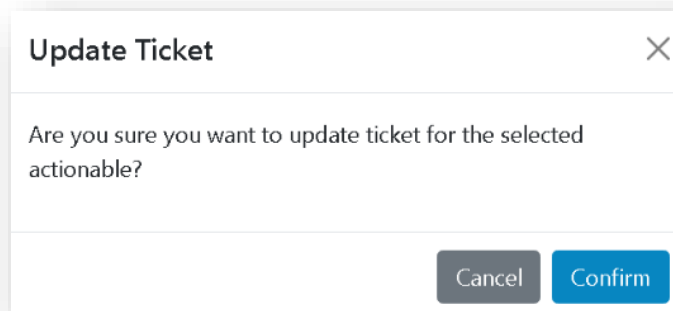 Update Ticket
Are you sure you want to update ticket for the selected
actionable?
Cancel
Confirm